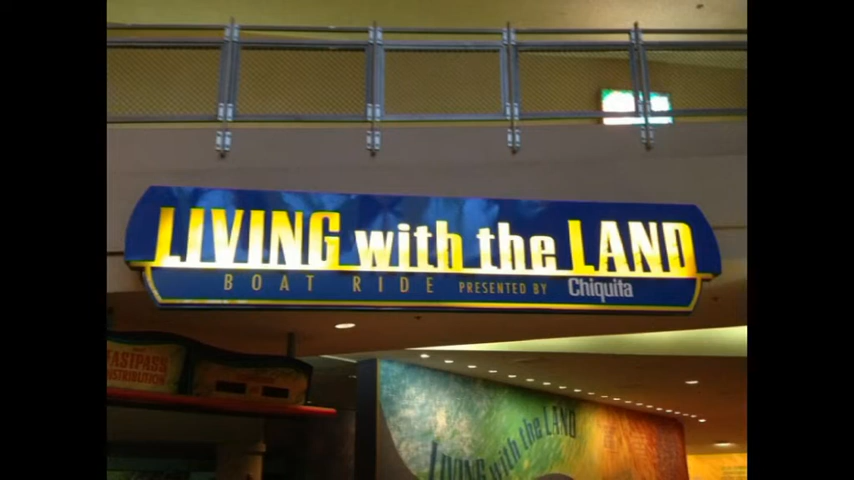 LIVING with the LAND
BOAT RIDE PRESENTED BY Chiquita
FASTPASS
DISTRIBUTION
LIVING with the LAND